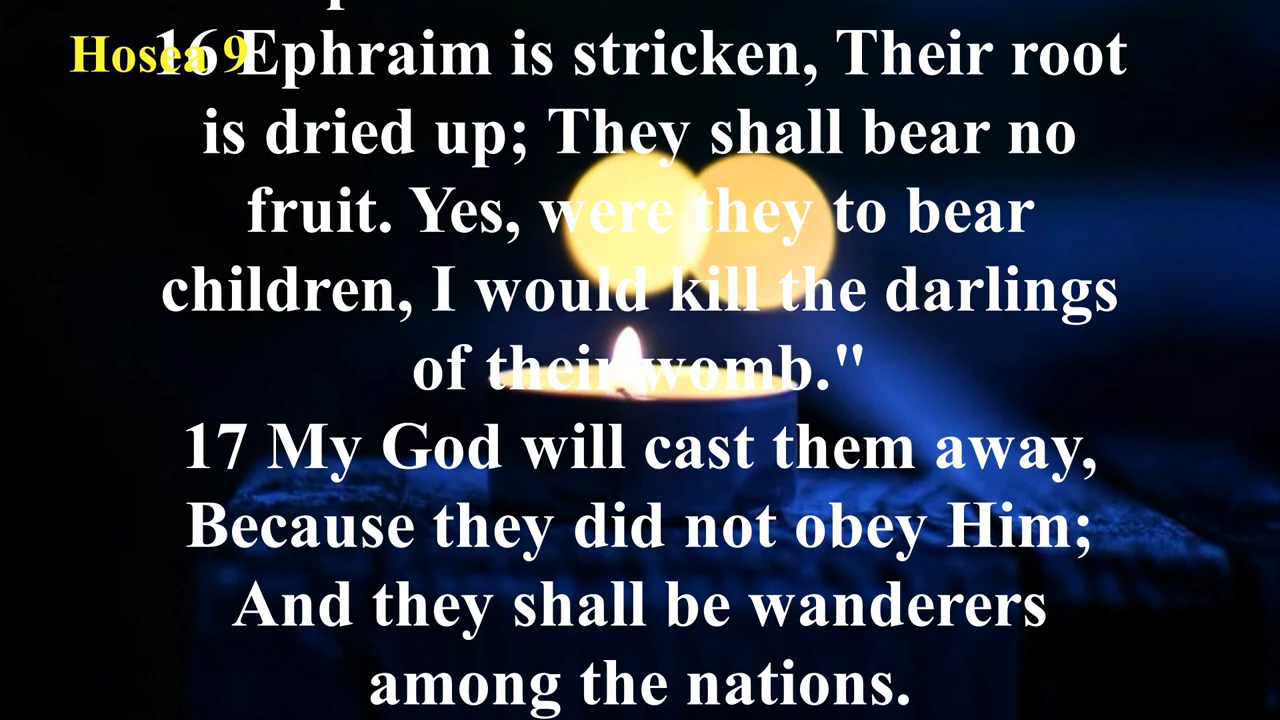 Hosea 9
16 Ephraim is stricken, Their root
is dried up; They shall bear no
fruit. Yes, were they to bear
children, I would kill the darlings
of their womb."
17 My God will cast them away,
Because they did not obey Him;
And they shall be wanderers
among the nations.